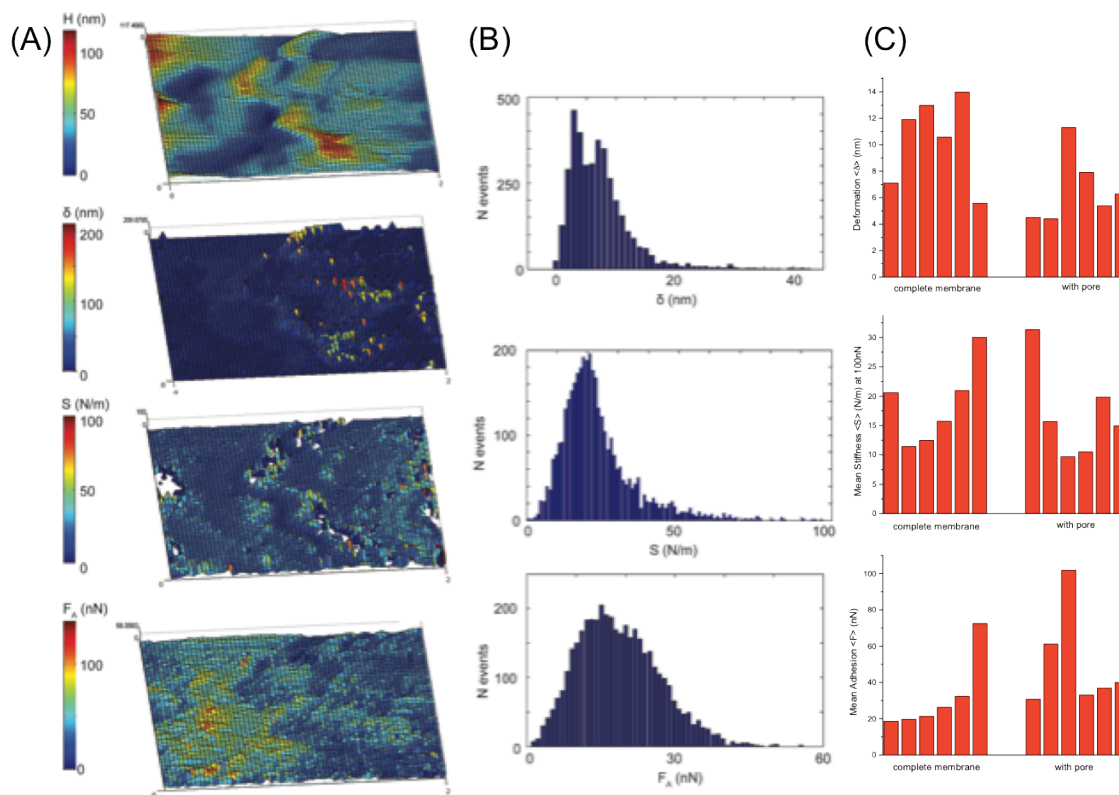 (A)
H (nm)
100
50
0
δ (nm)
200
100
0
S (N/m)
100
50
0
F_A (nN)
100
0
(B)
500
250
0
N events
0
20
40
δ (nm)
200
100
0
N events
0
50
100
S (N/m)
200
100
0
N events
0
30
60
F_A (nN)
(C)
14
12
10
8
6
4
2
0
Deformation <δ> (nm)
complete membrane
with pore
30
25
20
15
10
5
0
Mean Stiffness <S> (N/m) at 100nN
complete membrane
with pore
100
80
60
40
20
0
Mean Adhesion <F> (nN)
complete membrane
with pore